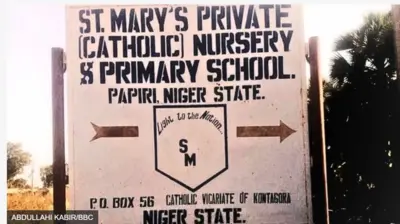 ST. MARY'S PRIVATE
(CATHOLIC) NURSERY
& PRIMARY SCHOOL.
PAPIRI, NIGER STATE.
Light to the Nation...
S
M
P.O. BOX 56 CATHOLIC VICARIATE OF KONTAGORA
NIGER STATE.
ABDULLAHI KABIR/BBC